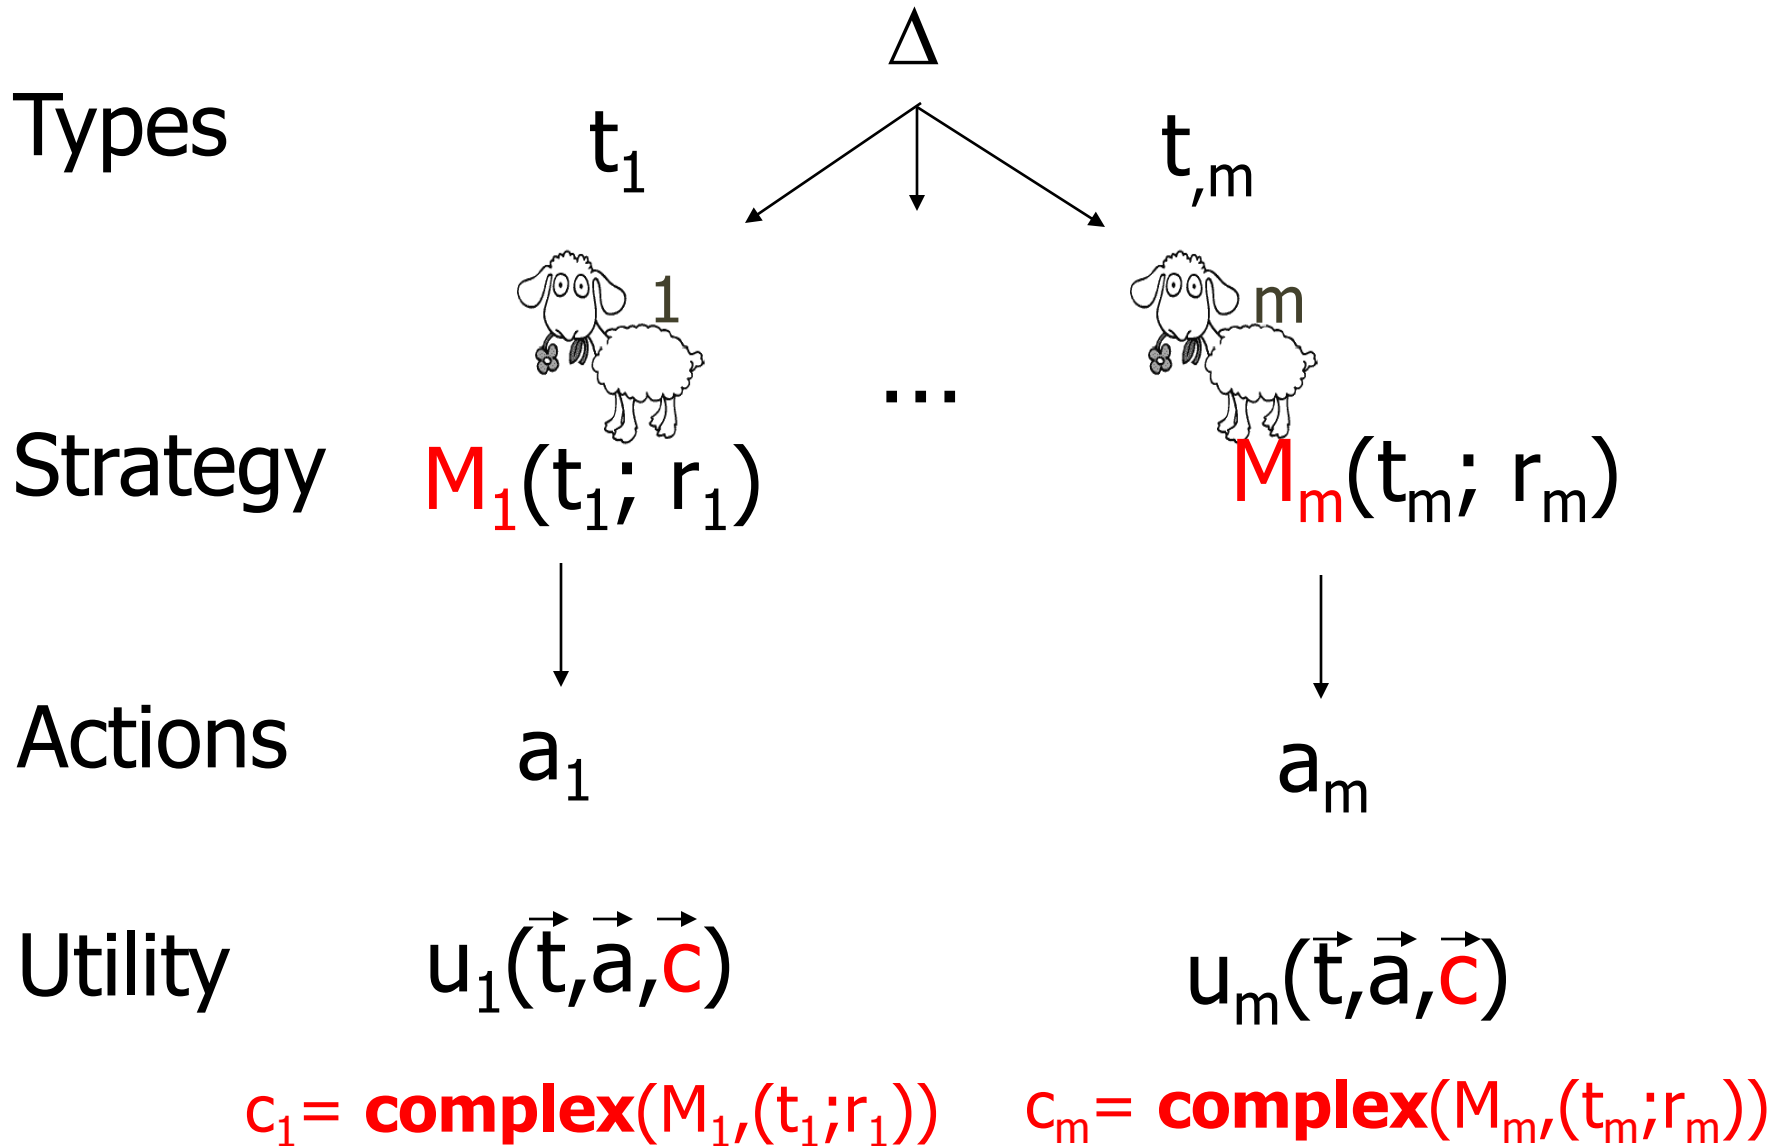 Δ
Types t₁ t,ₘ
1 m
...
Strategy M₁(t₁; r₁) Mₘ(tₘ; rₘ)
Actions a₁ aₘ
Utility u₁(t⃗,a⃗,c⃗) uₘ(t⃗,a⃗,c⃗)
c₁= complex(M₁,(t₁;r₁)) cₘ= complex(Mₘ,(tₘ;rₘ))